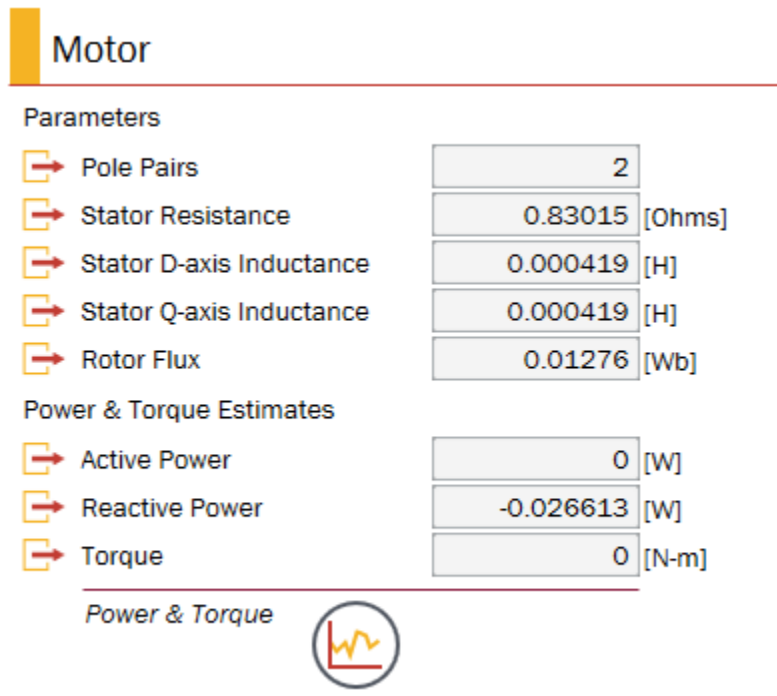 Motor
Parameters
Pole Pairs 2
Stator Resistance 0.83015 [Ohms]
Stator D-axis Inductance 0.000419 [H]
Stator Q-axis Inductance 0.000419 [H]
Rotor Flux 0.01276 [Wb]
Power & Torque Estimates
Active Power 0 [W]
Reactive Power -0.026613 [W]
Torque 0 [N-m]
Power & Torque